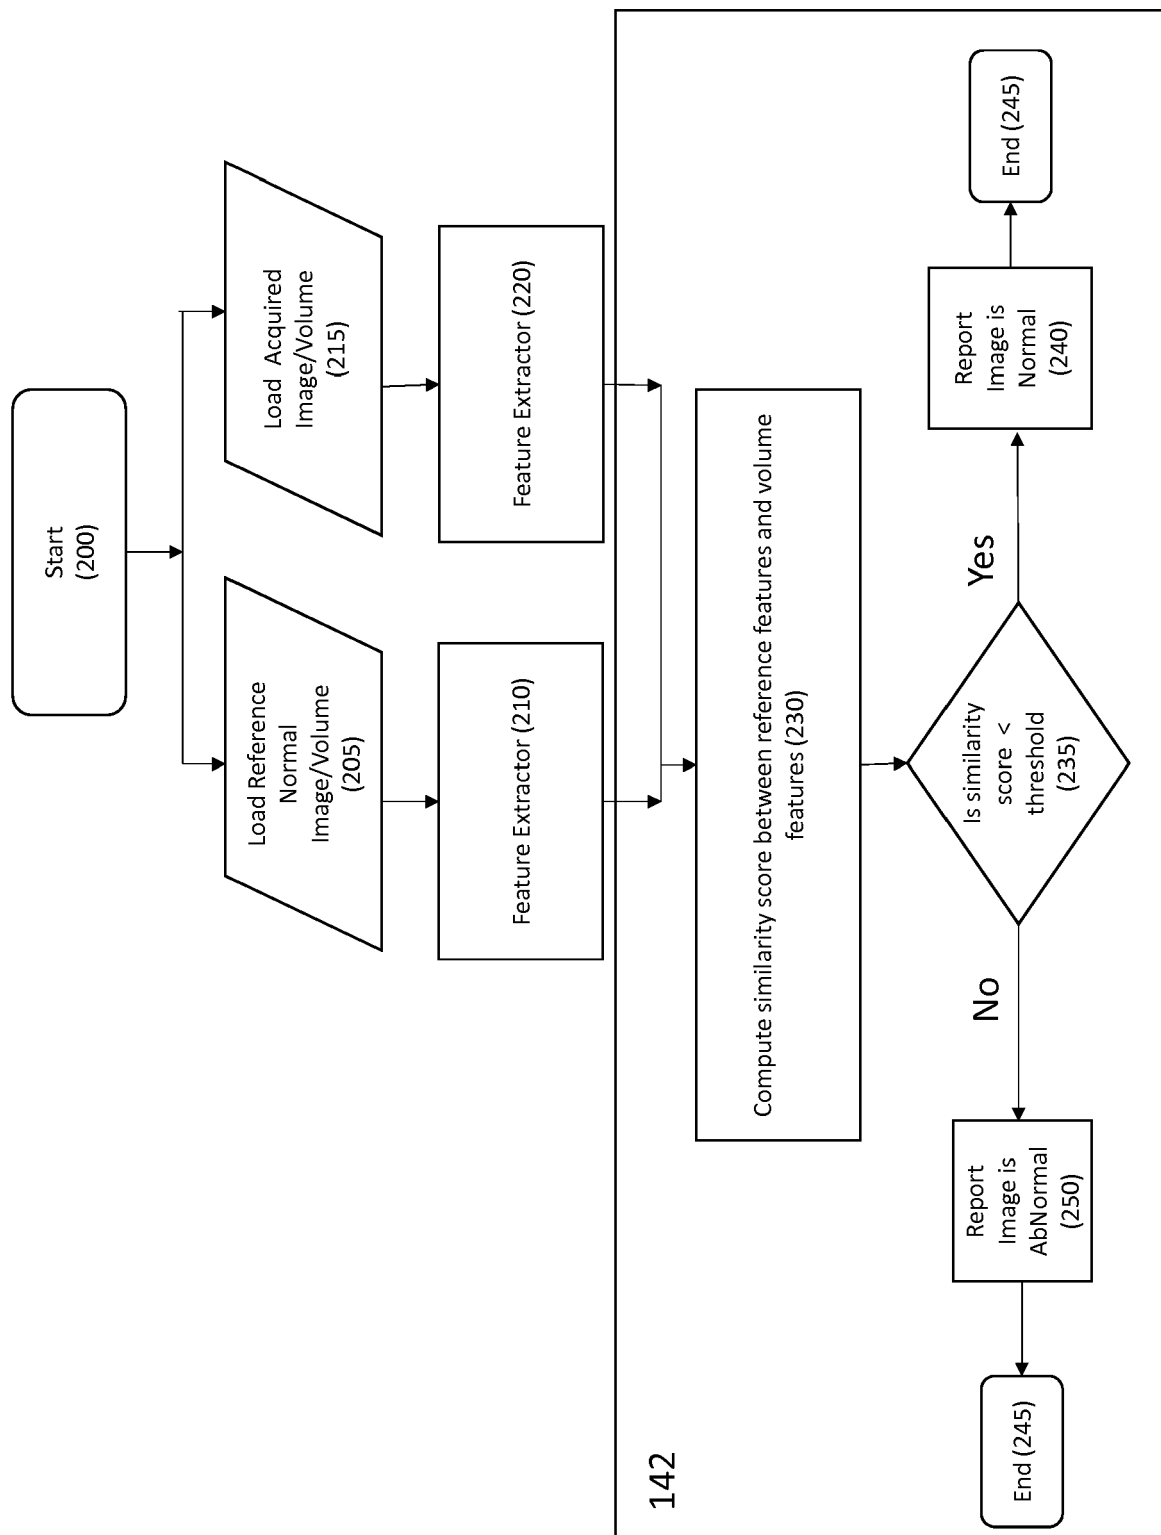 Start
(200)
Load Reference
Normal
Image/Volume
(205)
Load Acquired
Image/Volume
(215)
Feature Extractor (210)
Feature Extractor (220)
142
Compute similarity score between reference features and volume
features (230)
Is similarity
score <
threshold
(235)
No
Yes
Report
Image is
AbNormal
(250)
Report
Image is
Normal
(240)
End (245)
End (245)